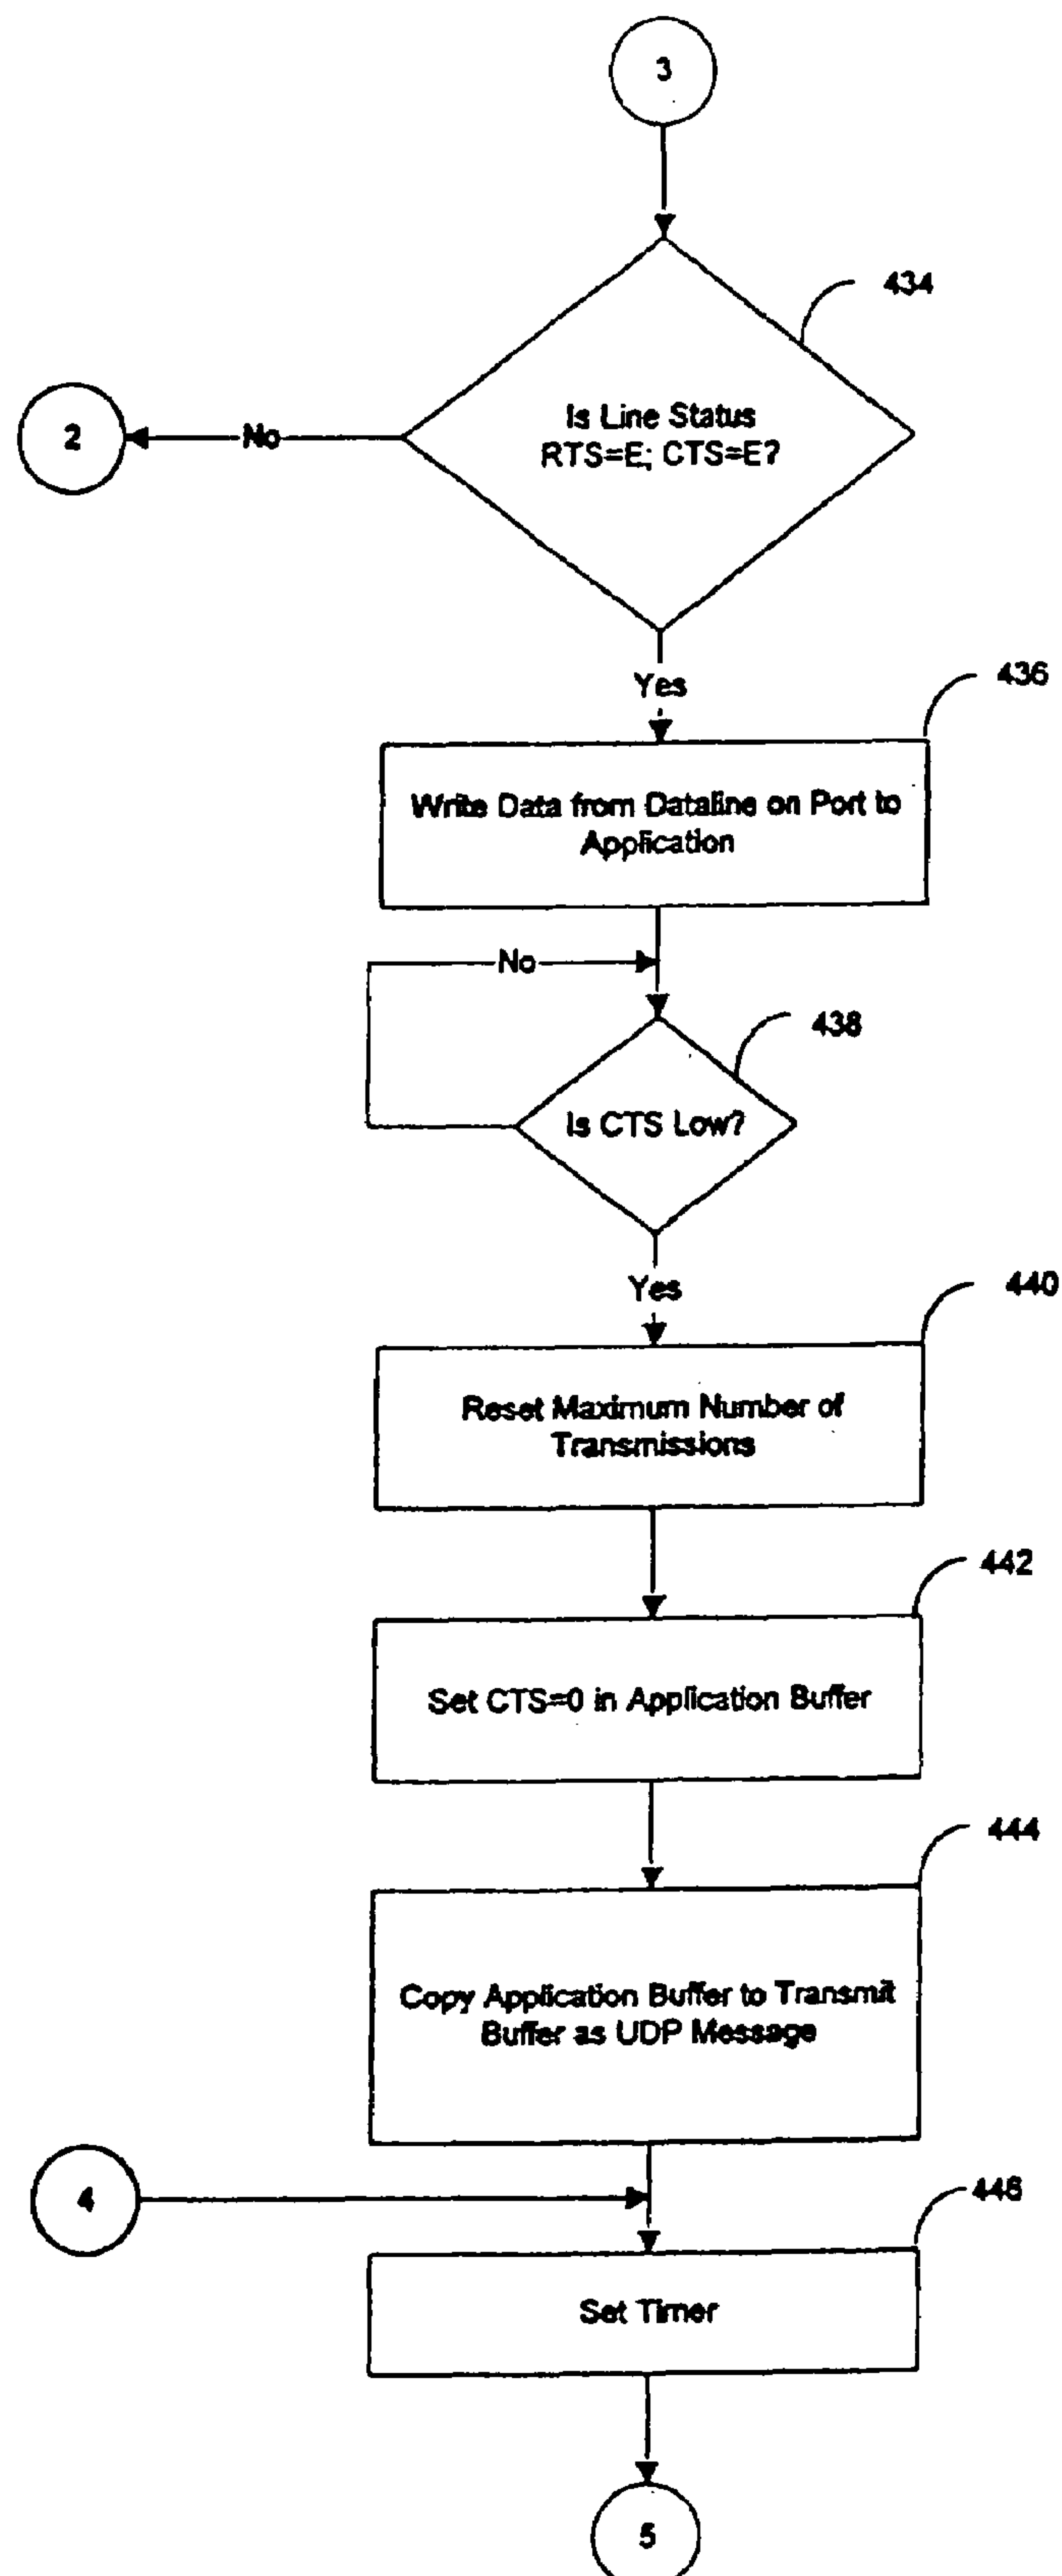 3
434
Is Line Status
RTS=E; CTS=E?
2
No
Yes
436
Write Data from Dataline on Port to
Application
No
438
Is CTS Low?
Yes
440
Reset Maximum Number of
Transmissions
442
Set CTS=0 in Application Buffer
444
Copy Application Buffer to Transmit
Buffer as UDP Message
4
446
Set Timer
5